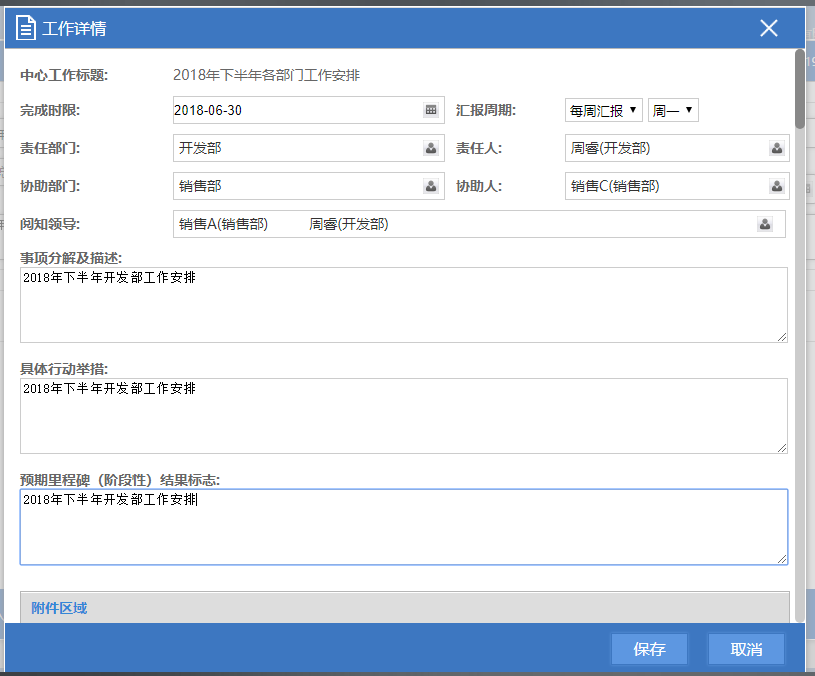 工作详情
中心工作标题: 2018年下半年各部门工作安排
完成时限: 2018-06-30 汇报周期: 每周汇报 周一
责任部门: 开发部 责任人: 周睿(开发部)
协助部门: 销售部 协助人: 销售C(销售部)
阅知领导: 销售A(销售部) 周睿(开发部)
事项分解及描述:
2018年下半年开发部工作安排
具体行动举措:
2018年下半年开发部工作安排
预期里程碑（阶段性）结果标志:
2018年下半年开发部工作安排
附件区域
保存 取消